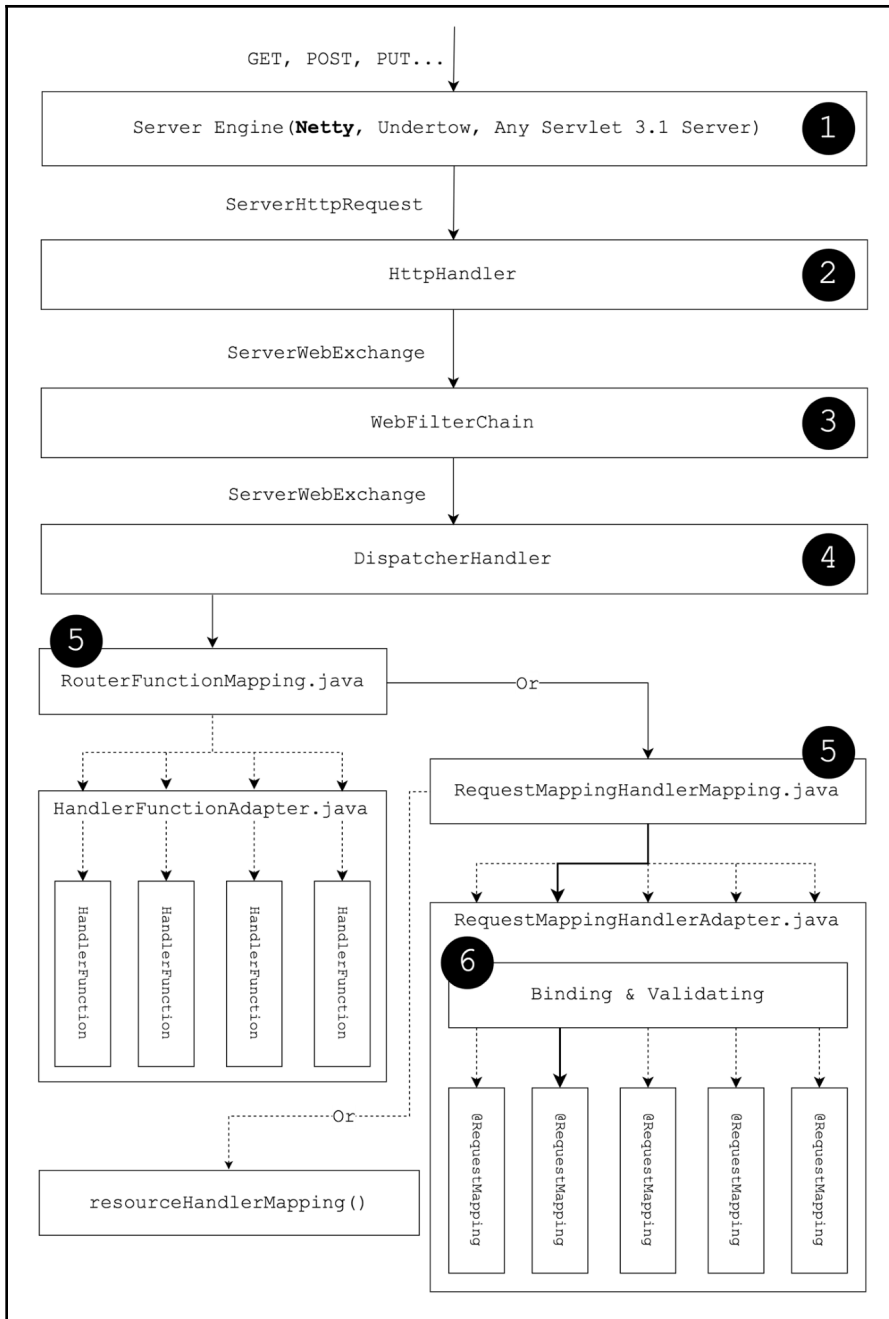 GET, POST, PUT...
Server Engine(Netty, Undertow, Any Servlet 3.1 Server)
1
ServerHttpRequest
HttpHandler
2
ServerWebExchange
WebFilterChain
3
ServerWebExchange
DispatcherHandler
4
5
RouterFunctionMapping.java
Or
5
RequestMappingHandlerMapping.java
HandlerFunctionAdapter.java
HandlerFunction
HandlerFunction
HandlerFunction
HandlerFunction
RequestMappingHandlerAdapter.java
6
Binding & Validating
@RequestMapping
@RequestMapping
@RequestMapping
@RequestMapping
@RequestMapping
Or
resourceHandlerMapping()